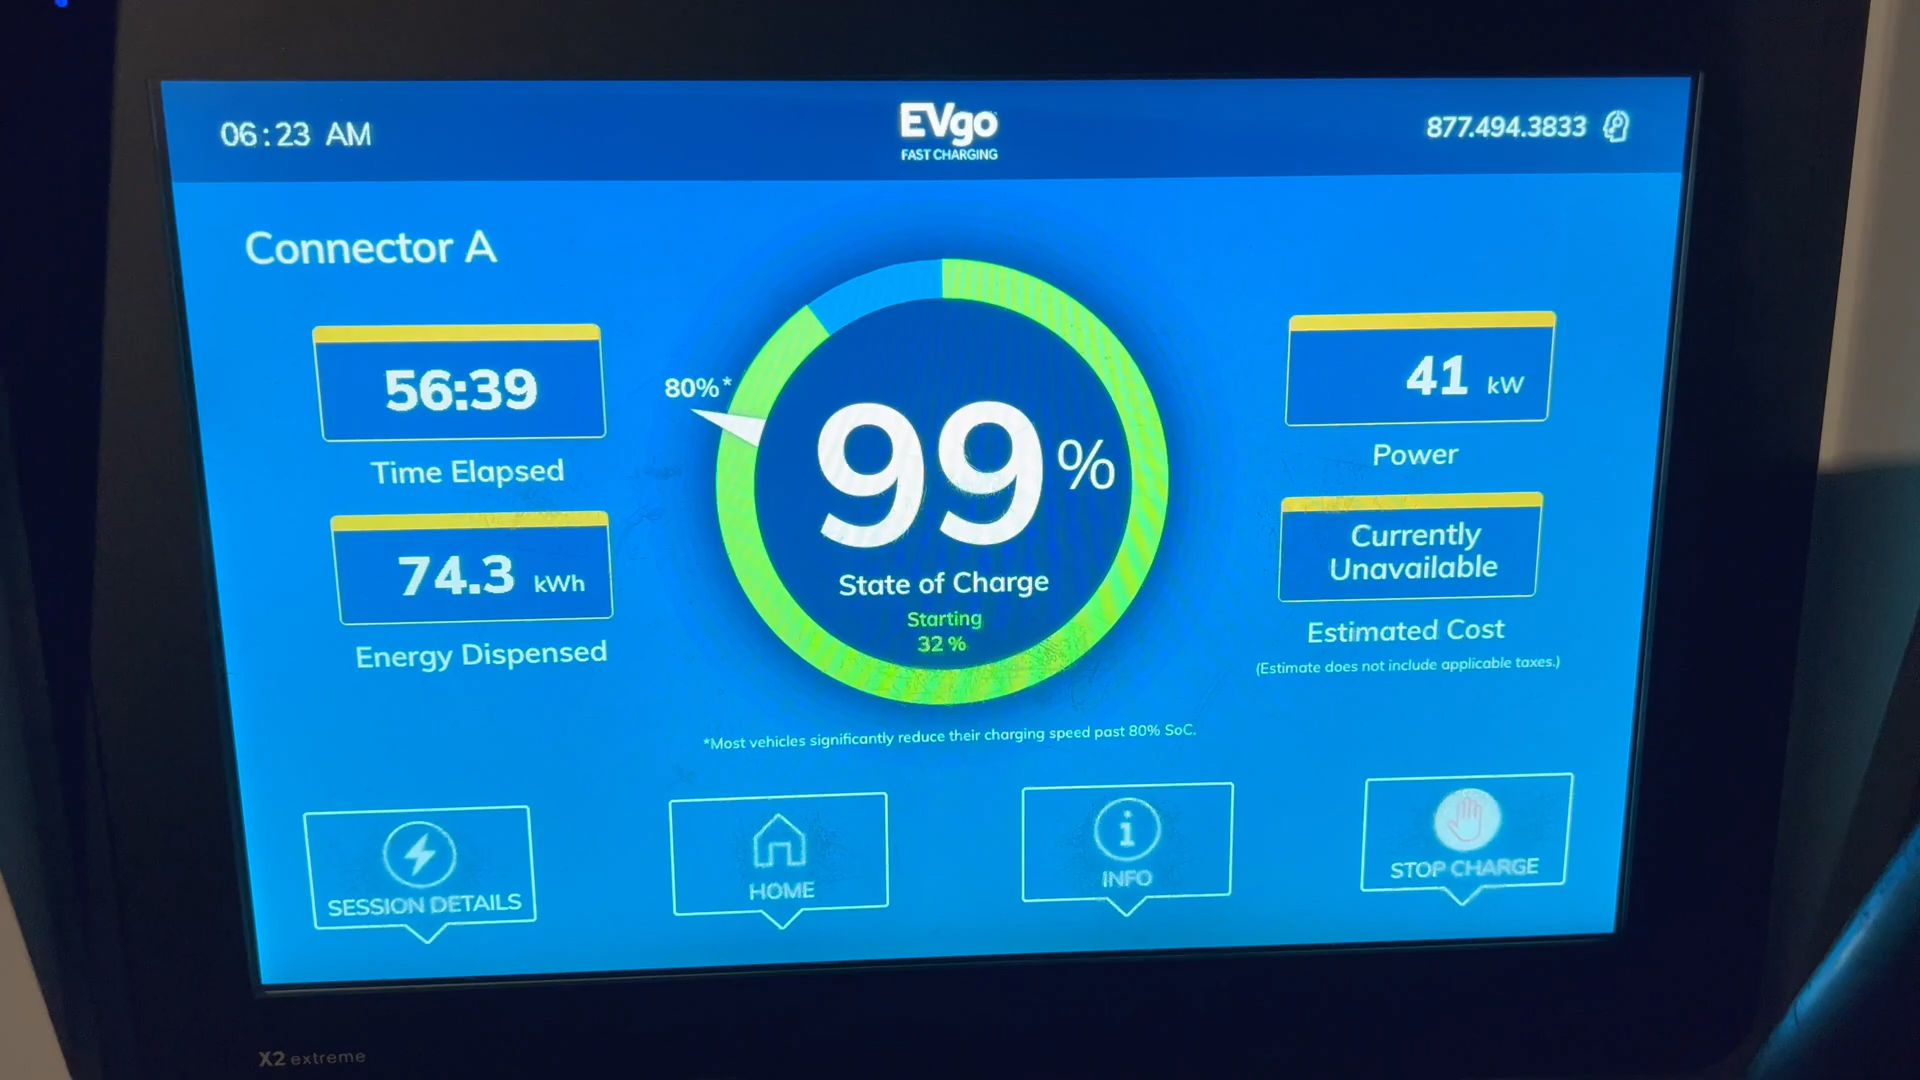 06:23 AM
EVgo
FAST CHARGING
877.494.3833
Connector A
56:39
Time Elapsed
74.3 kWh
Energy Dispensed
80%*
99%
State of Charge
Starting
32%
41 kW
Power
Currently
Unavailable
Estimated Cost
(Estimate does not include applicable taxes.)
*Most vehicles significantly reduce their charging speed past 80% SoC.
SESSION DETAILS
HOME
INFO
STOP CHARGE
X2 extreme